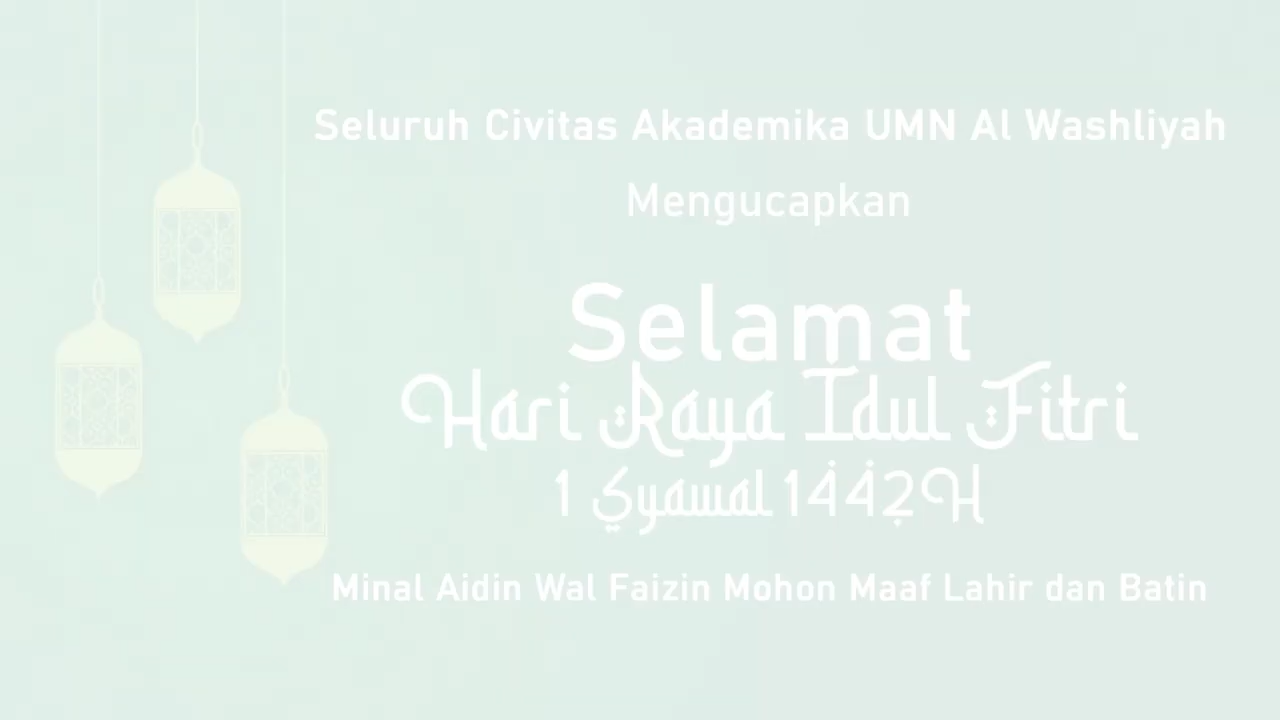 Seluruh Civitas Akademika UMN Al Washliyah
Mengucapkan
Selamat
Hari Raya Idul Fitri
1 Syawal 1442 H
Minal Aidin Wal Faizin Mohon Maaf Lahir dan Batin